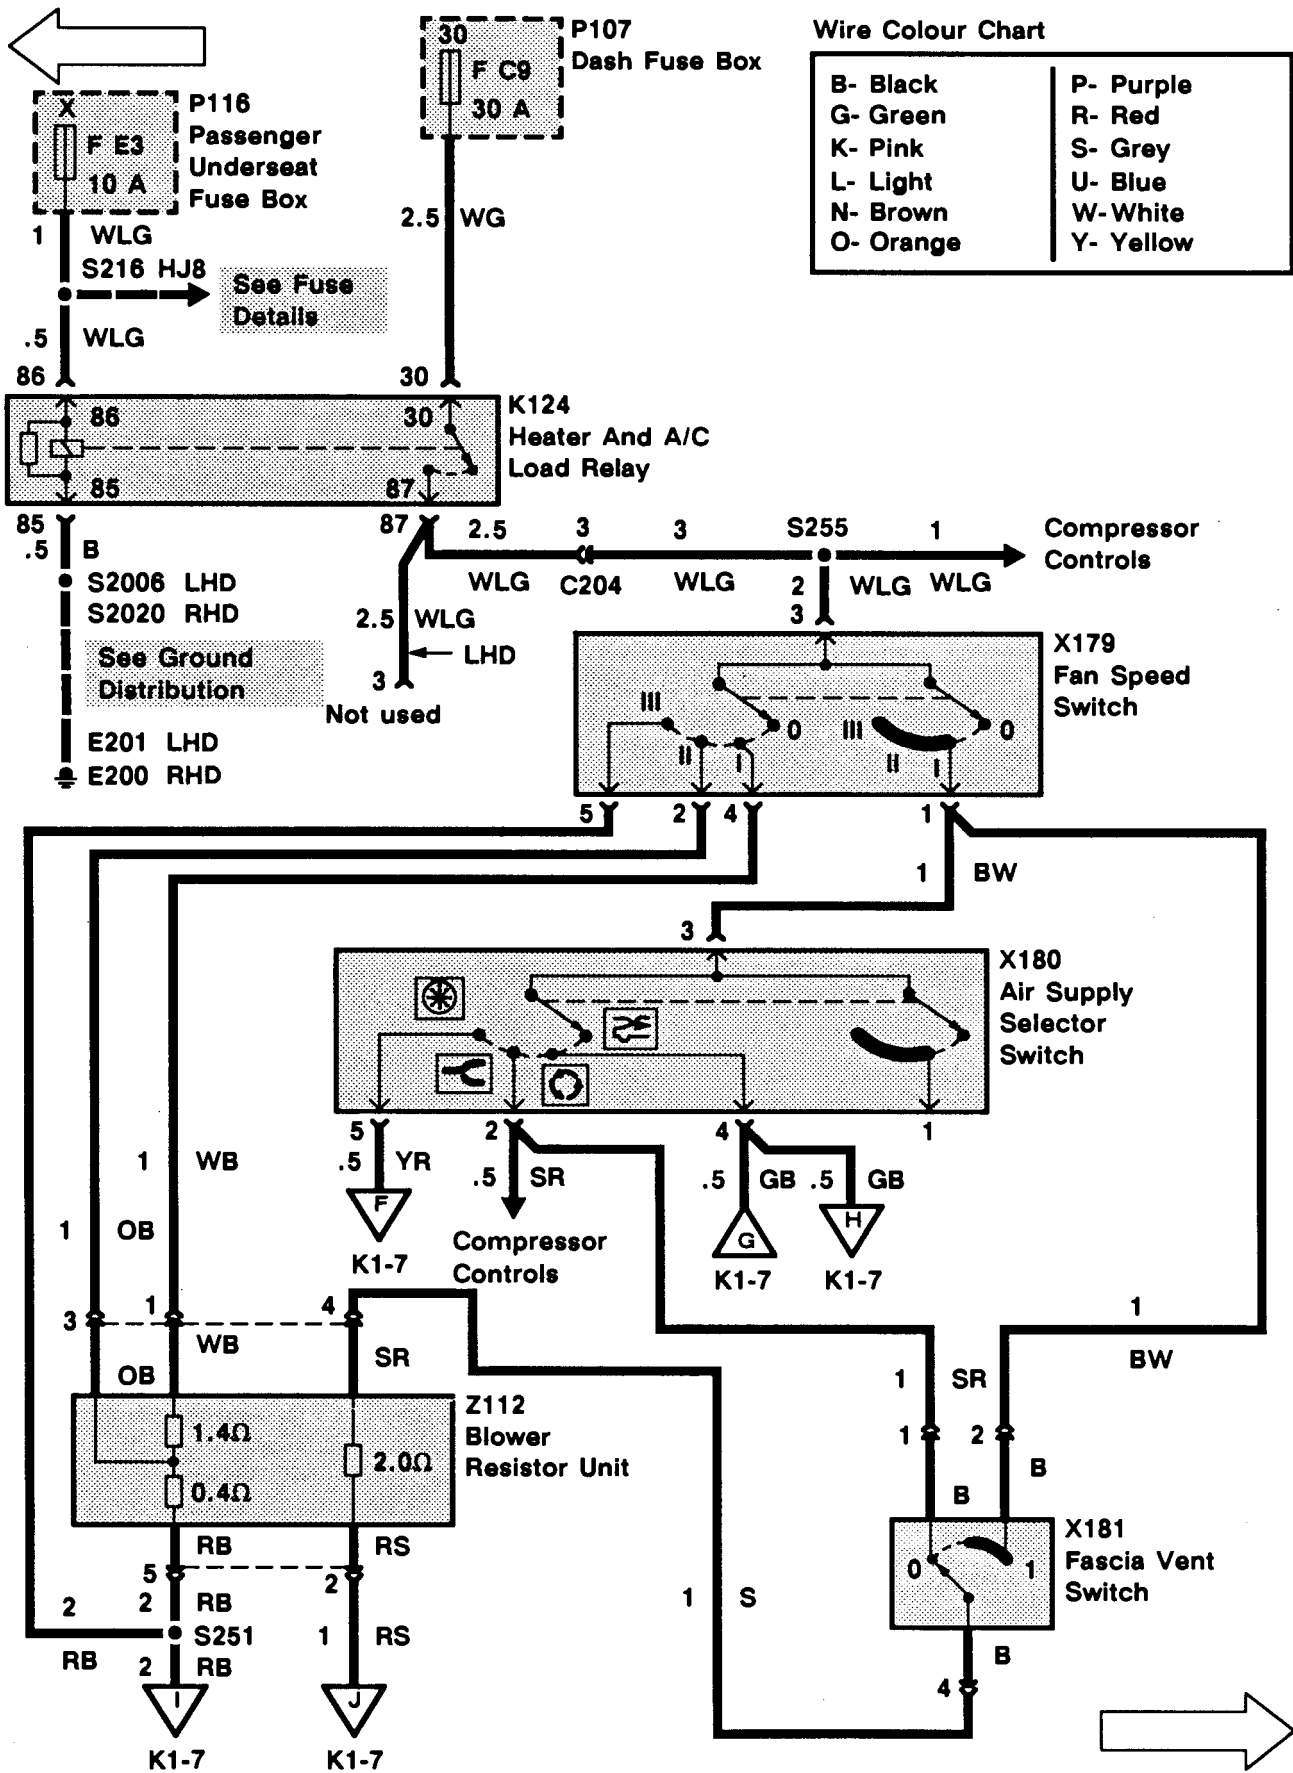 30
F C9
30 A
P107
Dash Fuse Box
Wire Colour Chart
B- Black
G- Green
K- Pink
L- Light
N- Brown
O- Orange
P- Purple
R- Red
S- Grey
U- Blue
W- White
Y- Yellow
X
F E3
10 A
P116
Passenger
Underseat
Fuse Box
1 WLG
2.5 WG
S216 HJ8
See Fuse
Details
.5 WLG
86
30
86
30
K124
Heater And A/C
Load Relay
85
87
85
87
.5 B
2.5
3
3
S255
1
Compressor
Controls
WLG
C204
WLG
2 WLG
WLG
S2006 LHD
S2020 RHD
3
2.5 WLG
LHD
3
Not used
See Ground
Distribution
E201 LHD
E200 RHD
X179
Fan Speed
Switch
III
0
III
0
II
I
II
I
5
2
4
1
1 BW
3
X180
Air Supply
Selector
Switch
5
2
4
1
.5 YR
.5 SR
.5 GB
.5 GB
F
G
H
K1-7
Compressor
Controls
K1-7
K1-7
1 WB
1 OB
3
1
4
WB
OB
SR
1
BW
1 SR
1
2
B
B
Z112
Blower
Resistor Unit
1.4Ω
2.0Ω
0.4Ω
RB
RS
5
2
2
RB
2 RB
S251
1 RS
2 RB
I
J
K1-7
K1-7
1 S
X181
Fascia Vent
Switch
0
1
B
4